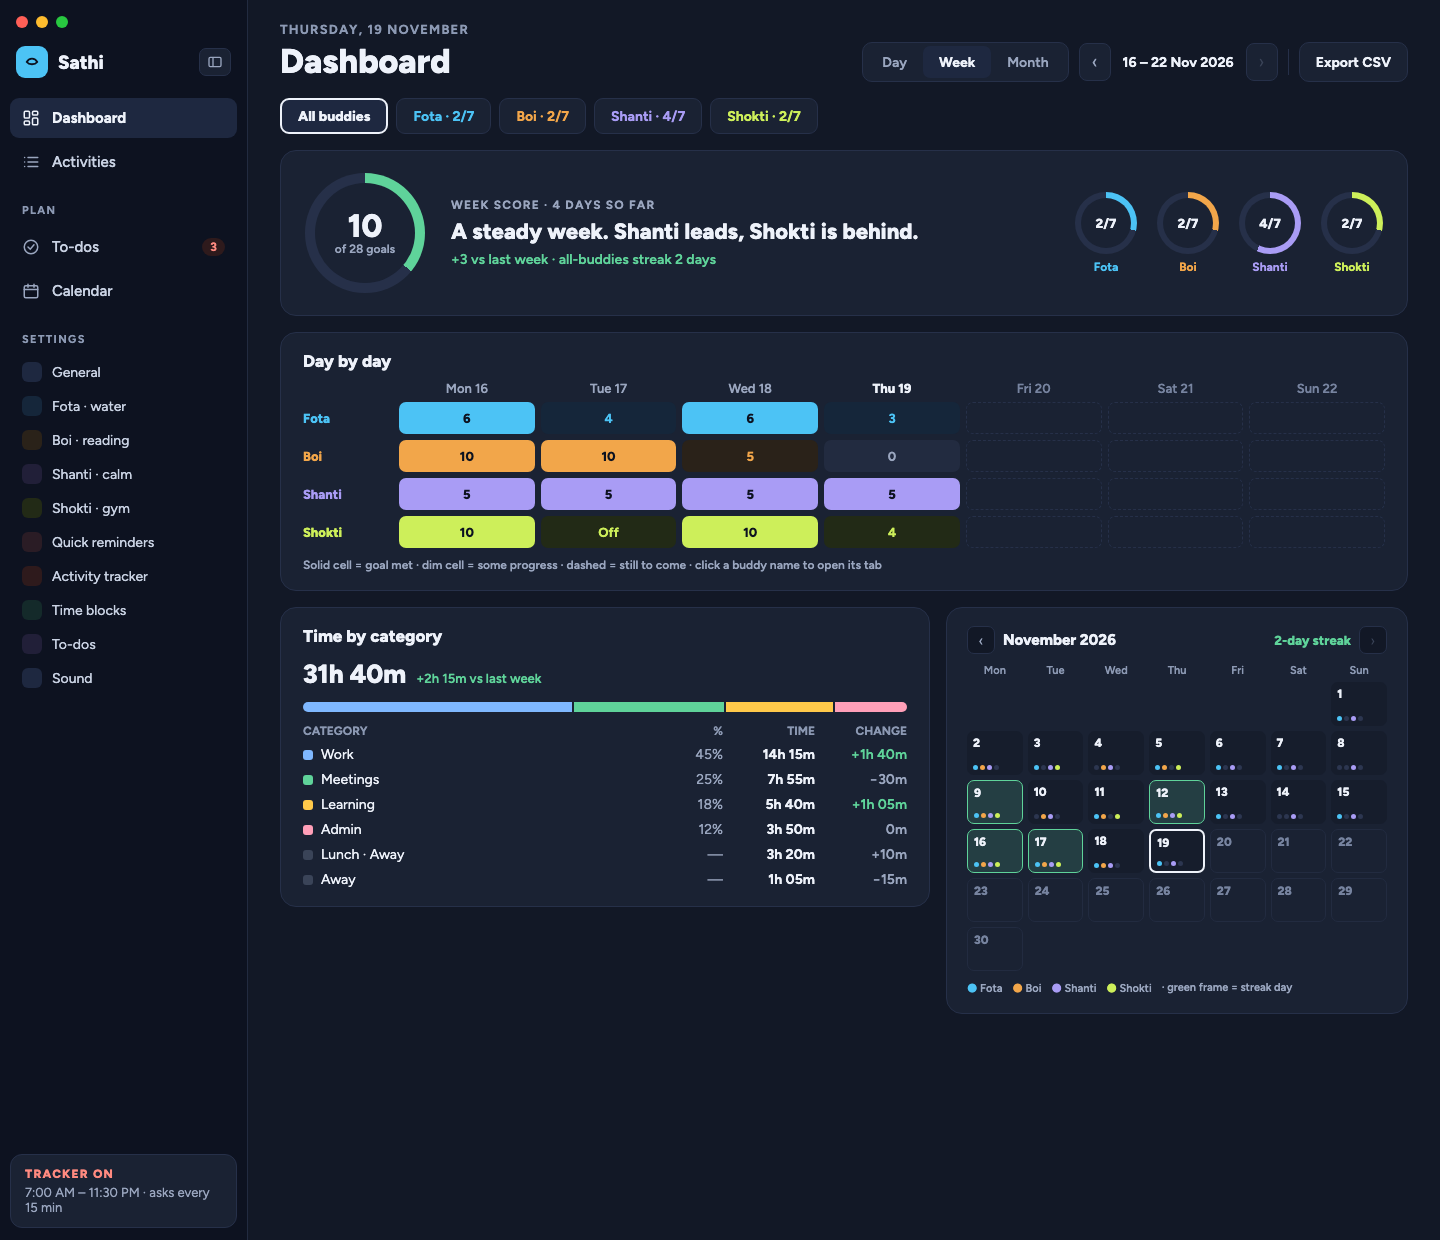 Sathi
Dashboard
Activities
PLAN
To-dos
3
Calendar
SETTINGS
General
Fota · water
Boi · reading
Shanti · calm
Shokti · gym
Quick reminders
Activity tracker
Time blocks
To-dos
Sound
TRACKER ON
7:00 AM – 11:30 PM · asks every
15 min
THURSDAY, 19 NOVEMBER
Dashboard
Day Week Month ‹ 16 – 22 Nov 2026 › Export CSV
All buddies Fota · 2/7 Boi · 2/7 Shanti · 4/7 Shokti · 2/7
10
of 28 goals
WEEK SCORE · 4 DAYS SO FAR
A steady week. Shanti leads, Shokti is behind.
+3 vs last week · all-buddies streak 2 days
2/7 2/7 4/7 2/7
Fota Boi Shanti Shokti
Day by day
Mon 16 Tue 17 Wed 18 Thu 19 Fri 20 Sat 21 Sun 22
Fota 6 4 6 3
Boi 10 10 5 0
Shanti 5 5 5 5
Shokti 10 Off 10 4
Solid cell = goal met · dim cell = some progress · dashed = still to come · click a buddy name to open its tab
Time by category
31h 40m +2h 15m vs last week
CATEGORY % TIME CHANGE
Work 45% 14h 15m +1h 40m
Meetings 25% 7h 55m −30m
Learning 18% 5h 40m +1h 05m
Admin 12% 3h 50m 0m
Lunch · Away — 3h 20m +10m
Away — 1h 05m −15m
‹ November 2026 2-day streak ›
Mon Tue Wed Thu Fri Sat Sun
1
2 3 4 5 6 7 8
9 10 11 12 13 14 15
16 17 18 19 20 21 22
23 24 25 26 27 28 29
30
Fota Boi Shanti Shokti · green frame = streak day